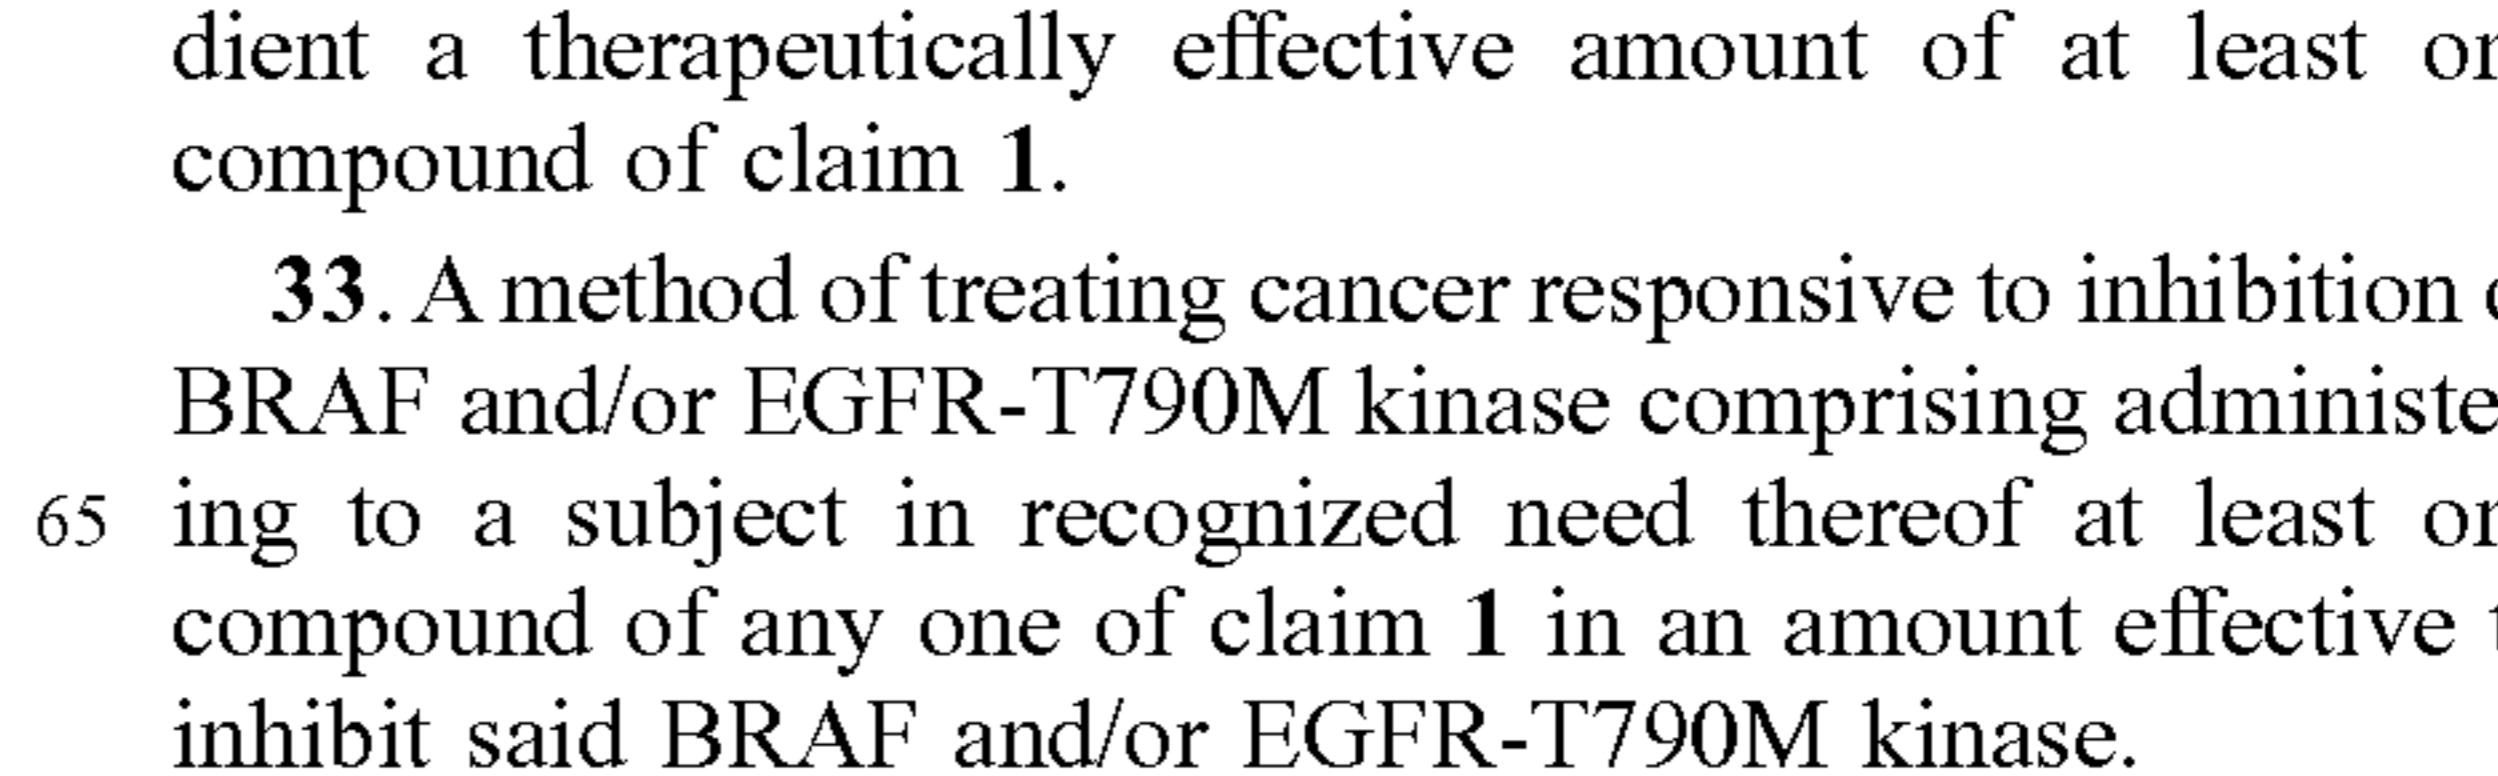 dient a therapeutically effective amount of at least
compound of claim 1.
33. A method of treating cancer responsive to inhibition
BRAF and/or EGFR-T790M kinase comprising administe
65 ing to a subject in recognized need thereof at least
compound of any one of claim 1 in an amount effective
inhibit said BRAF and/or EGFR-T790M kinase.